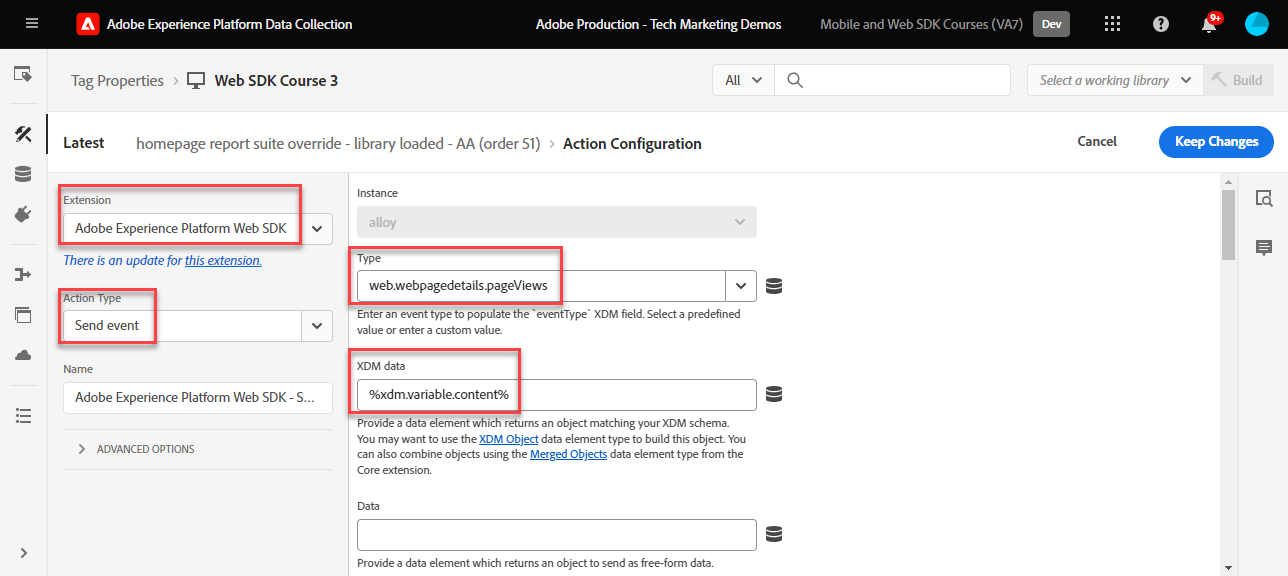 Adobe Experience Platform Data Collection
Adobe Production - Tech Marketing Demos
Mobile and Web SDK Courses (VA7)
Dev
9+
Tag Properties
Web SDK Course 3
All
Select a working library
Build
Latest
homepage report suite override - library loaded - AA (order 51)
Action Configuration
Cancel
Keep Changes
Extension
Adobe Experience Platform Web SDK
There is an update for this extension.
Action Type
Send event
Name
Adobe Experience Platform Web SDK - S...
ADVANCED OPTIONS
Instance
alloy
Type
web.webpagedetails.pageViews
Enter an event type to populate the `eventType` XDM field. Select a predefined
value or enter a custom value.
XDM data
%xdm.variable.content%
Provide a data element which returns an object matching your XDM schema.
You may want to use the XDM Object data element type to build this object. You
can also combine objects using the Merged Objects data element type from the
Core extension.
Data
Provide a data element which returns an object to send as free-form data.